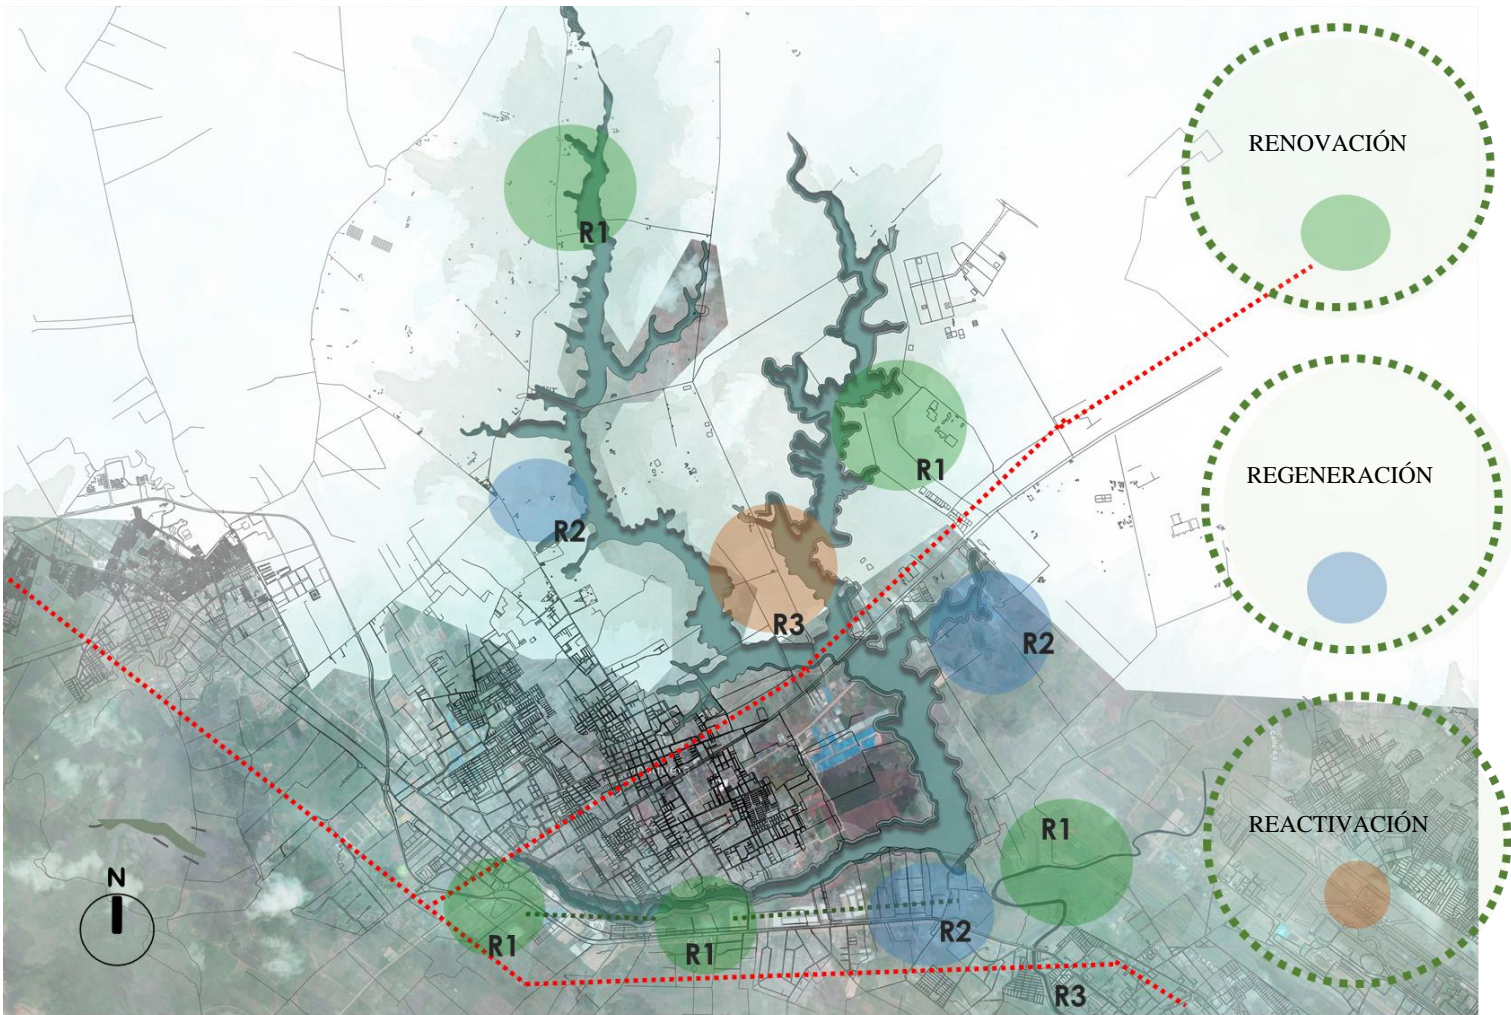 RENOVACIÓN
R1
R1
REGENERACIÓN
R2
R3
R2
REACTIVACIÓN
R1
R1
R1
R2
R3
N